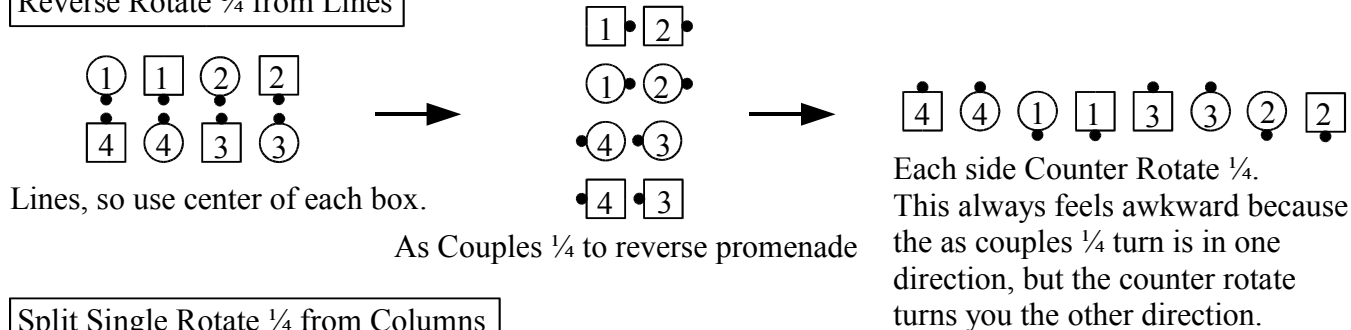 Reverse Rotate ¼ from Lines
1 2
1 1 2 2
1 2
4 4 3 3
4 3
4 3
4 4 1 1 3 3 2 2
Lines, so use center of each box.
As Couples ¼ to reverse promenade
Each side Counter Rotate ¼.
This always feels awkward because
the as couples ¼ turn is in one
direction, but the counter rotate
turns you the other direction.
Split Single Rotate ¼ from Columns